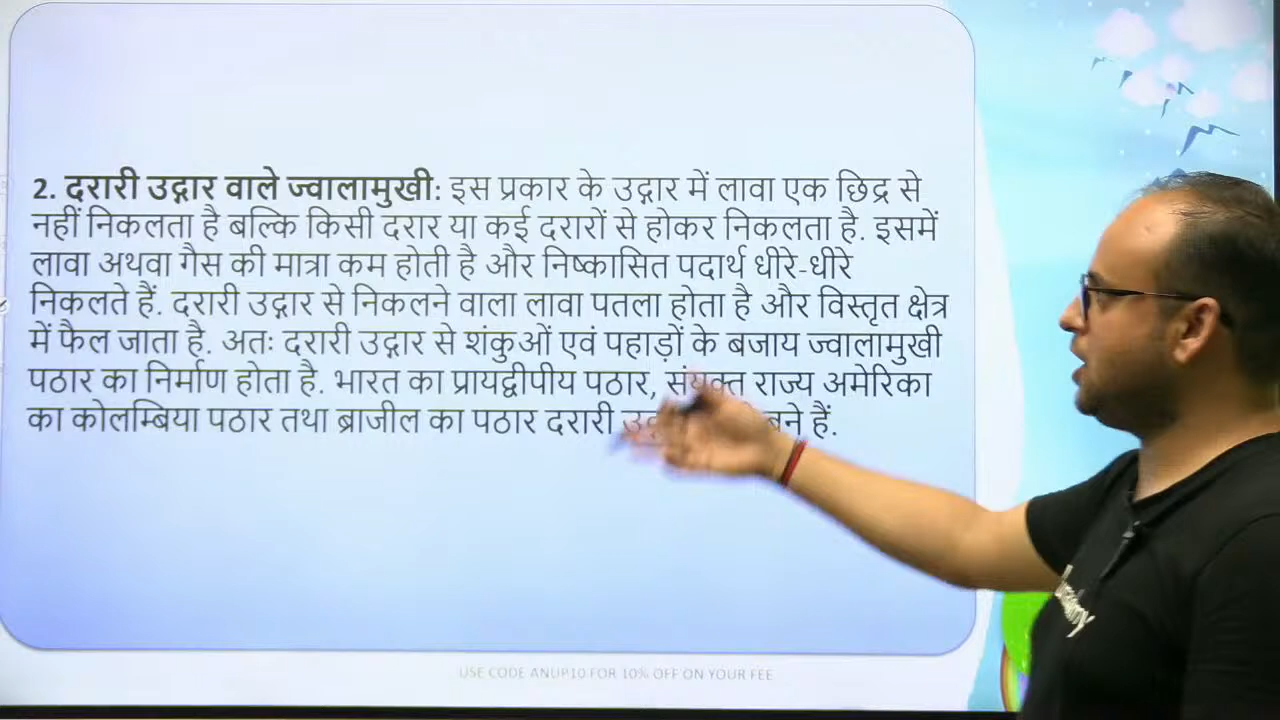 2. दरारी उद्गार वाले ज्वालामुखी: इस प्रकार के उद्गार में लावा एक छिद्र से
नहीं निकलता है बल्कि किसी दरार या कई दरारों से होकर निकलता है. इसमें
लावा अथवा गैस की मात्रा कम होती है और निष्कासित पदार्थ धीरे-धीरे
निकलते हैं. दरारी उद्गार से निकलने वाला लावा पतला होता है और विस्तृत क्षेत्र
में फैल जाता है. अतः दरारी उद्गार से शंकुओं एवं पहाड़ों के बजाय ज्वालामुखी
पठार का निर्माण होता है. भारत का प्रायद्वीपीय पठार, संयुक्त राज्य अमेरिका
का कोलम्बिया पठार तथा ब्राजील का पठार दरारी बने हैं.
USE CODE ANUP10 FOR 10% OFF ON YOUR FEE